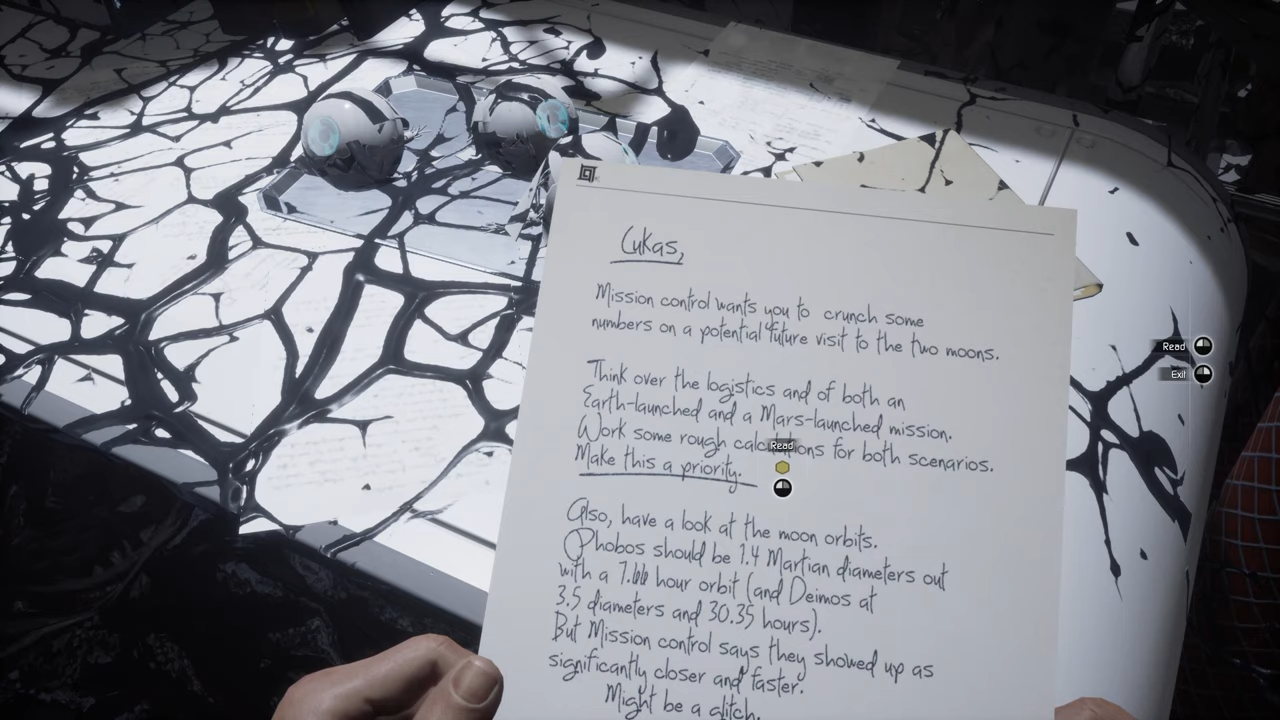 Lukas,
Mission control wants you to crunch some
numbers on a potential future visit to the two moons.
Think over the logistics and of both an
Earth-launched and a Mars-launched mission.
Work some rough calculations for both scenarios.
Make this a priority.
Also, have a look at the moon orbits.
Phobos should be 1.4 Martian diameters out
with a 7.66 hour orbit (and Deimos at
3.5 diameters and 30.35 hours).
But Mission control says they showed up as
significantly closer and faster.
Might be a glitch.
Read
Read
Exit